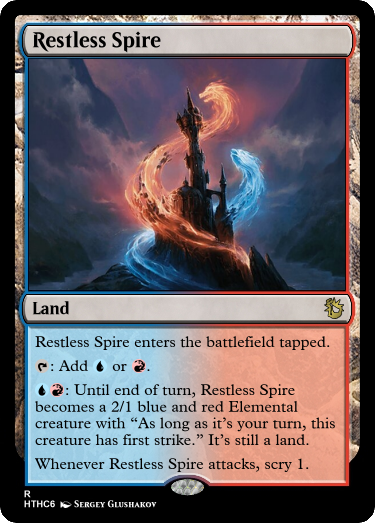 Restless Spire
Land
Restless Spire enters the battlefield tapped.
: Add or .
: Until end of turn, Restless Spire
becomes a 2/1 blue and red Elemental
creature with “As long as it's your turn, this
creature has first strike.” It's still a land.
Whenever Restless Spire attacks, scry 1.
R
HTHC6 Sergey Glushakov